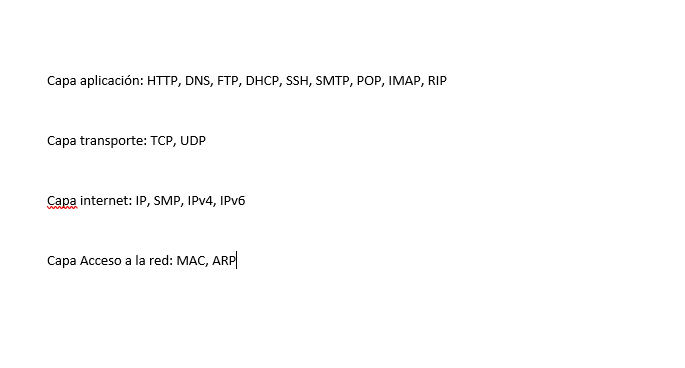 Capa aplicación: HTTP, DNS, FTP, DHCP, SSH, SMTP, POP, IMAP, RIP
Capa transporte: TCP, UDP
Capa internet: IP, SMP, IPv4, IPv6
Capa Acceso a la red: MAC, ARP